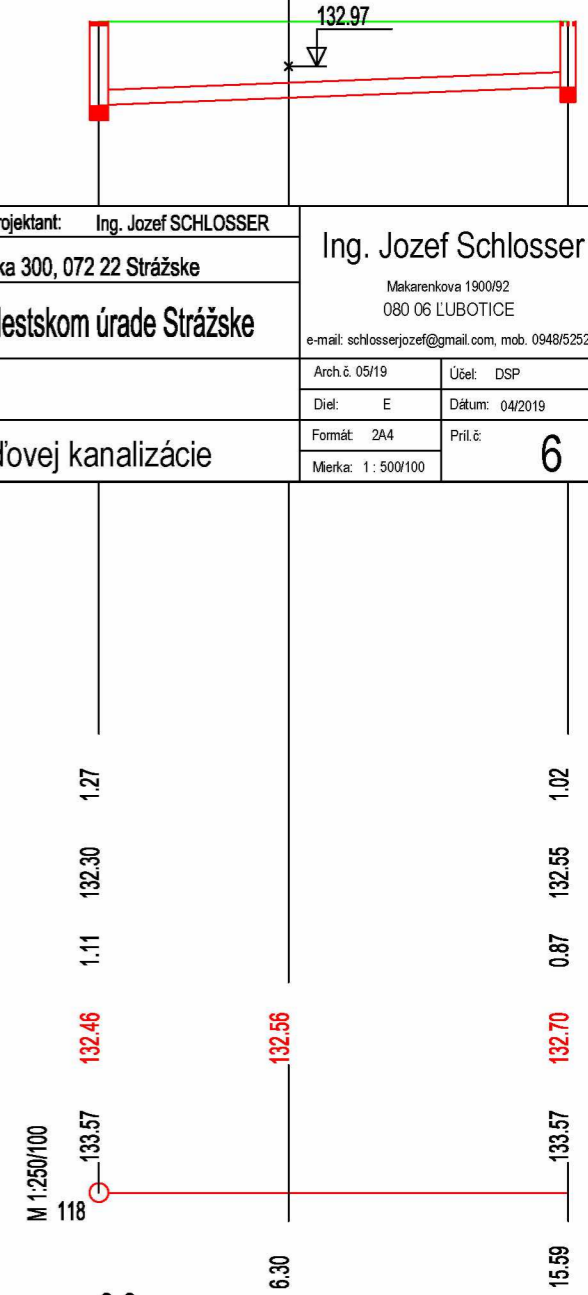 132.97
rojektant: Ing. Jozef SCHLOSSER
ka 300, 072 22 Strážske
estskom úrade Strážske
ďovej kanalizácie
Ing. Jozef Schlosser
Makarenkova 1900/92
080 06 ĽUBOTICE
e-mail: schlosserjozef@gmail.com, mob. 0948/5252
Arch.č. 05/19 Účel: DSP
Diel: E Dátum: 04/2019
Formát: 2A4 Príl.č: 6
Mierka: 1 : 500/100
1.27 1.02
132.30 132.55
1.11 0.87
132.46 132.56 132.70
133.57 133.57
M 1:250/100
118
6.30 15.59